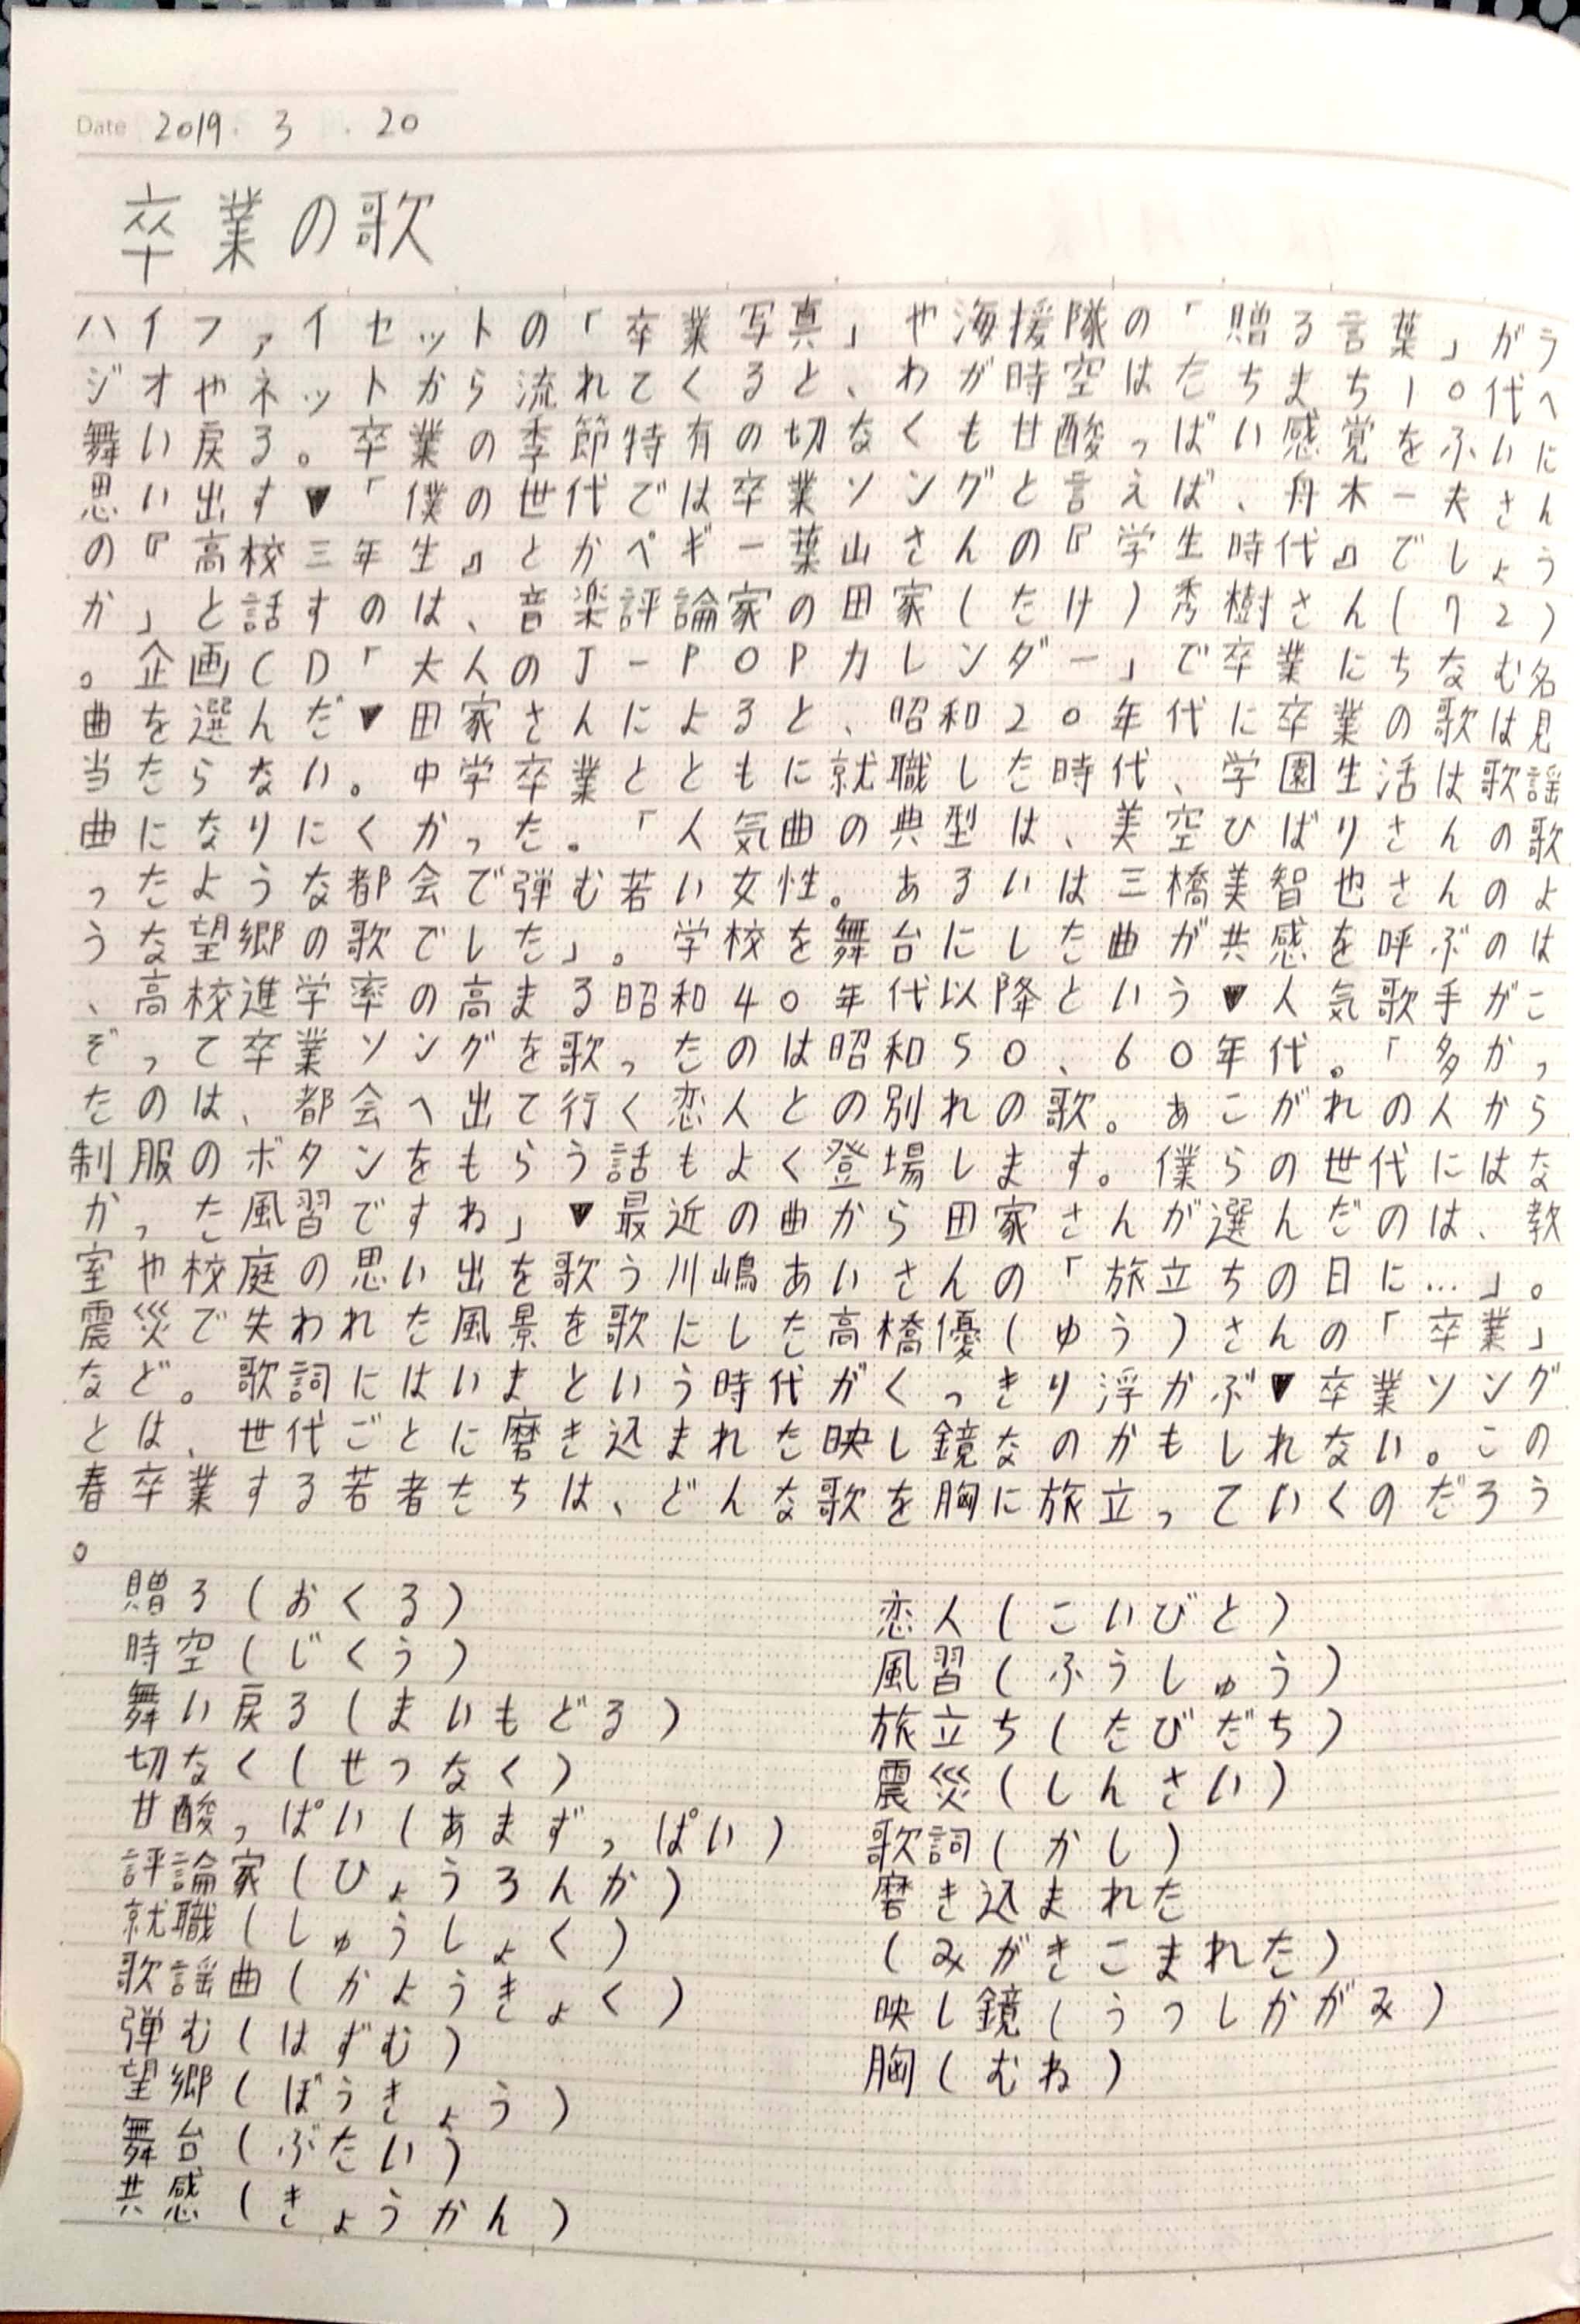 Date 2019. 3 . 20
卒業の歌
ハイファイセットの「卒業写真」や海援隊の「贈る言葉」がラ
ジオやネットから流れてくると、わが時空はたちまち10代へ
舞い戻る。卒業の季節特有の切なくも甘酸っぱい感覚をふいに
思い出す▼「僕の世代では卒業ソングと言えば、舟木一夫さん
の『高校三年生』とかペギー葉山さんの『学生時代』でしょう
か」と話すのは、音楽評論家の田家(たけ)秀樹さん(72)
。企画CD「大人のJ-POPカレンダー」で卒業にちなむ名
曲を選んだ▼田家さんによると、昭和20年代に卒業の歌は見
当たらない。中学卒業とともに就職した時代、学園生活は歌謡
曲になりにくかった。「人気曲の典型は、美空ひばりさんの歌
ったような都会で弾む若い女性。あるいは三橋美智也さんのよ
うな望郷の歌でした」。学校を舞台にした曲が共感を呼ぶのは
、高校進学率の高まる昭和40年代以降という▼人気歌手がこ
ぞって卒業ソングを歌ったのは昭和50、60年代。「多かっ
たのは、都会へ出て行く恋人との別れの歌。あこがれの人から
制服のボタンをもらう話もよく登場します。僕らの世代にはな
かった風習ですね」▼最近の曲から田家さんが選んだのは、教
室や校庭の思い出を歌う川嶋あいさんの「旅立ちの日に…」。
震災で失われた風景を歌にした高橋優(ゆう)さんの「卒業」
など。歌詞にはいまという時代がくっきり浮かぶ▼卒業ソング
とは、世代ごとに磨き込まれた映し鏡なのかもしれない。この
春卒業する若者たちは、どんな歌を胸に旅立っていくのだろう
。
贈る(おくる)
時空(じくう)
舞い戻る(まいもどる)
切なく(せつなく)
甘酸っぱい(あまずっぱい)
評論家(ひょうろんか)
就職(しゅうしょく)
歌謡曲(かようきょく)
弾む(はずむ)
望郷(ぼうきょう)
舞台(ぶたい)
共感(きょうかん)
恋人(こいびと)
風習(ふうしゅう)
旅立ち(たびだち)
震災(しんさい)
歌詞(かし)
磨き込まれた
(みがきこまれた)
映し鏡(うつしかがみ)
胸(むね)